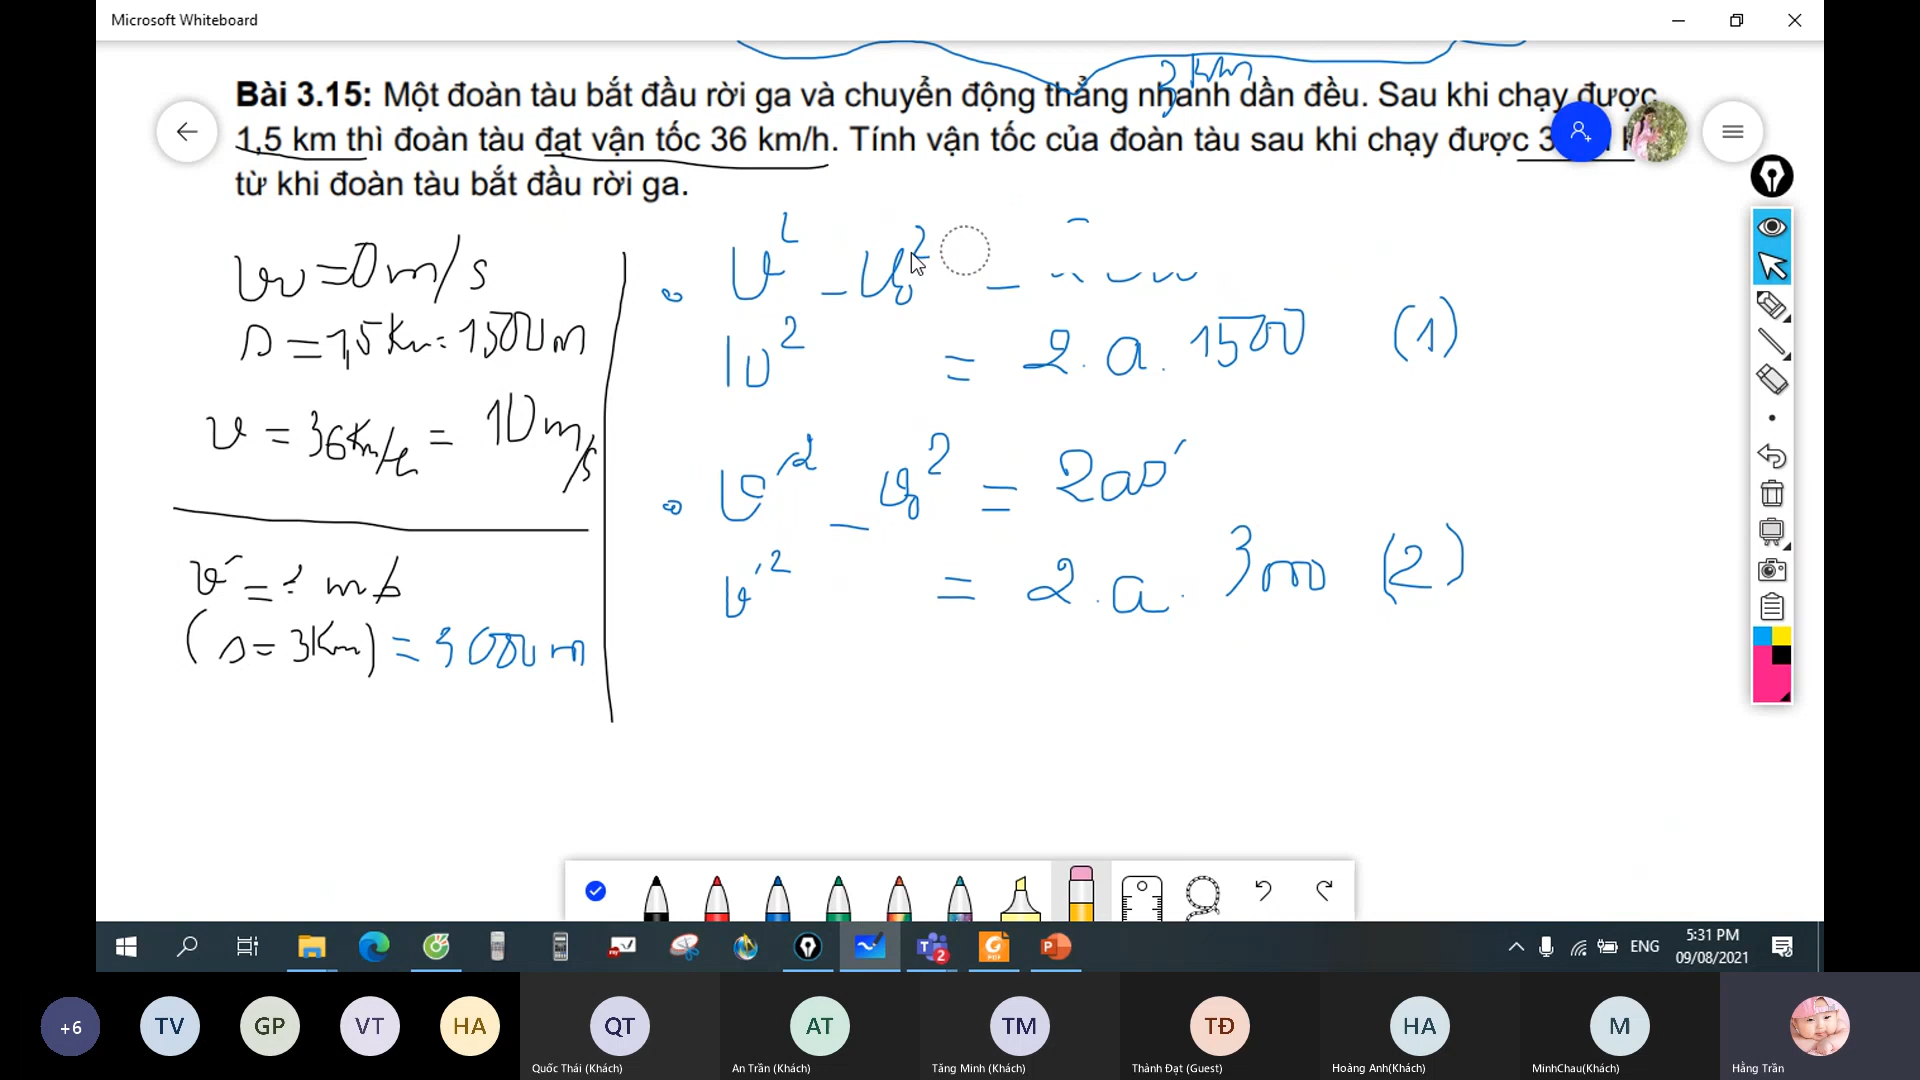 Microsoft Whiteboard
3 km
Bài 3.15: Một đoàn tàu bắt đầu rời ga và chuyển động thẳng nhanh dần đều. Sau khi chạy được
1,5 km thì đoàn tàu đạt vận tốc 36 km/h. Tính vận tốc của đoàn tàu sau khi chạy được 3
từ khi đoàn tàu bắt đầu rời ga.
v₀ = 0 m/s
s = 1,5 Km = 1500 m
v = 36 Km/h = 10 m/s
v' = ? m/s
(s = 3 Km) = 3000 m
v² - v₀²
10² = 2. a. 1500 (1)
v'² - v₀² = 2as'
v'² = 2. a. 3000 (2)
ENG
5:31 PM
09/08/2021
+6
TV
GP
VT
HA
QT
Quốc Thái (Khách)
AT
An Trần (Khách)
TM
Tăng Minh (Khách)
TĐ
Thành Đạt (Guest)
HA
Hoàng Anh(Khách)
M
MinhChau(Khách)
Hằng Trần